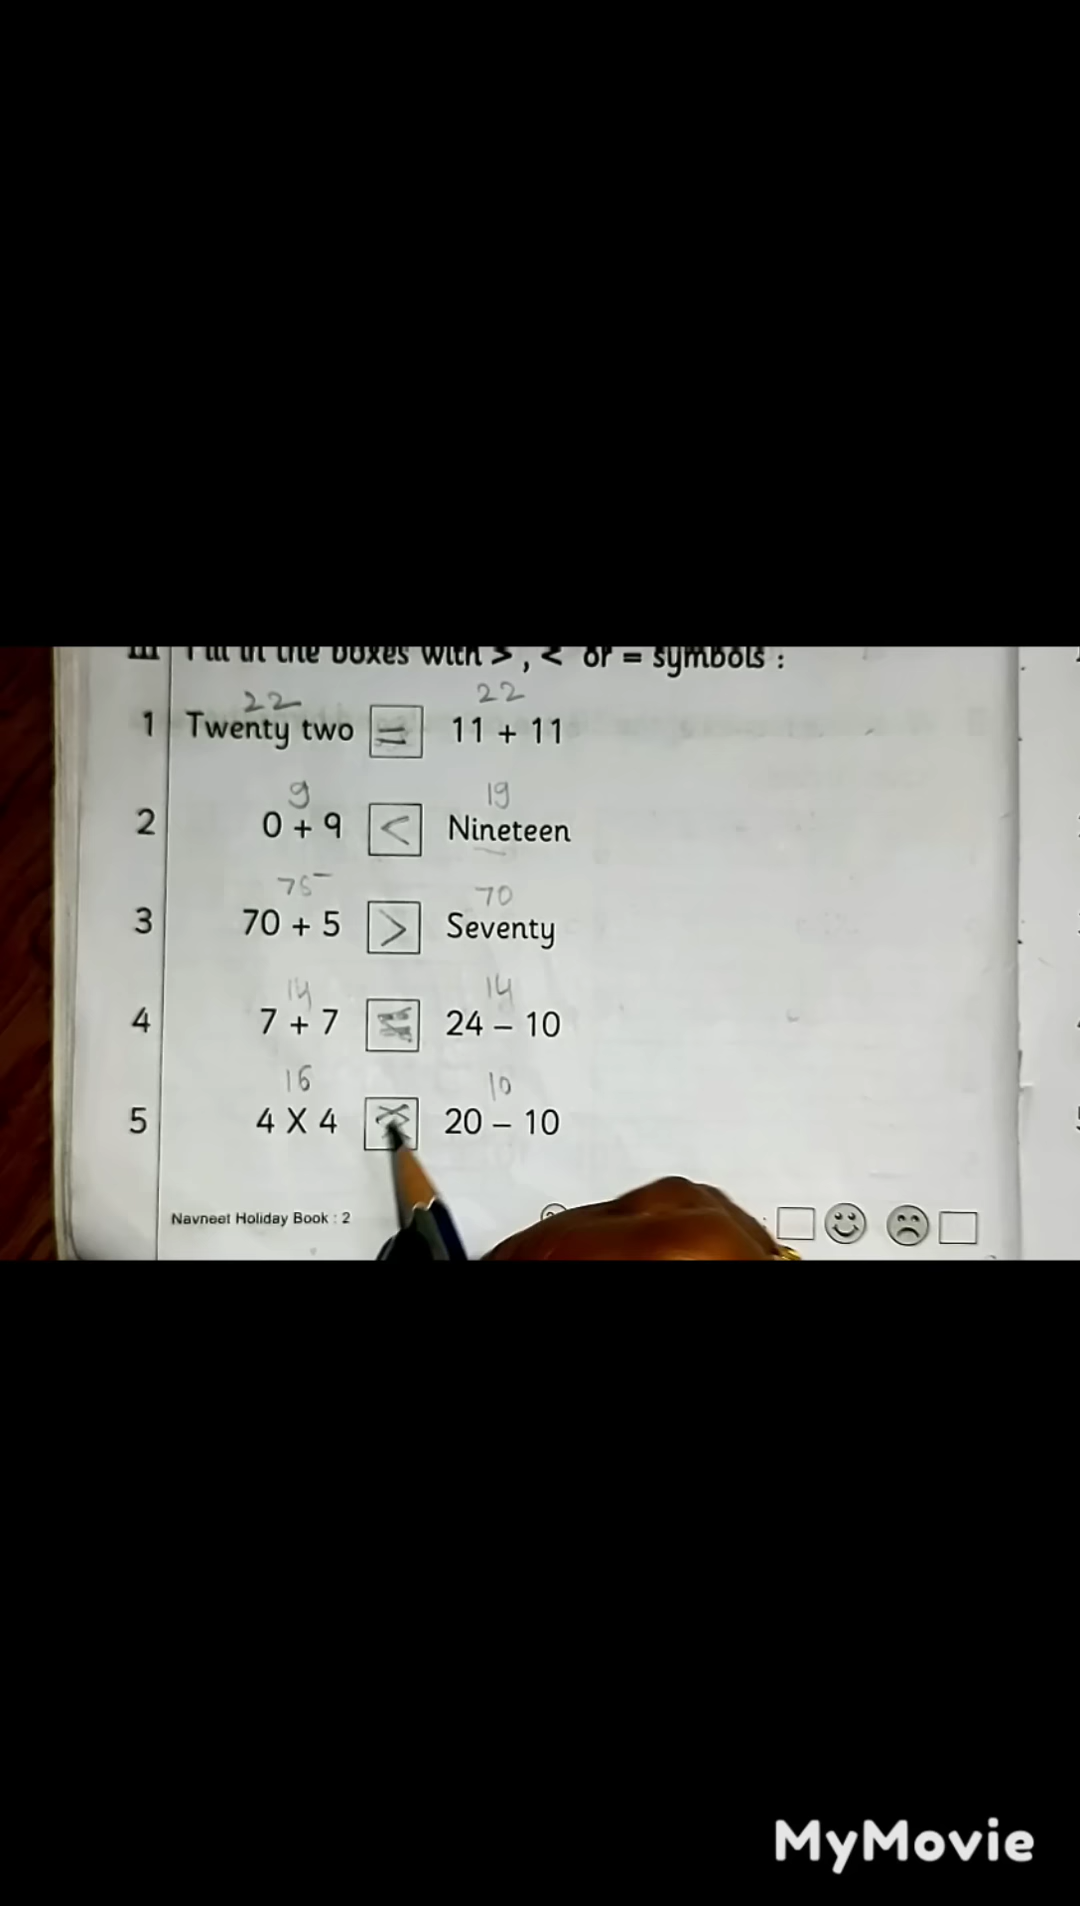 III Fill in the boxes with > , < or = symbols :
22 22
1 Twenty two = 11 + 11
9 19
2 0 + 9 < Nineteen
75 70
3 70 + 5 > Seventy
14 14
4 7 + 7 24 – 10
16 10
5 4 X 4 20 – 10
Navneet Holiday Book : 2
MyMovie